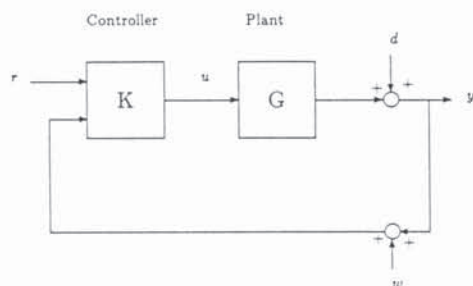 Controller Plant
d
r u + +
K G y
+ +